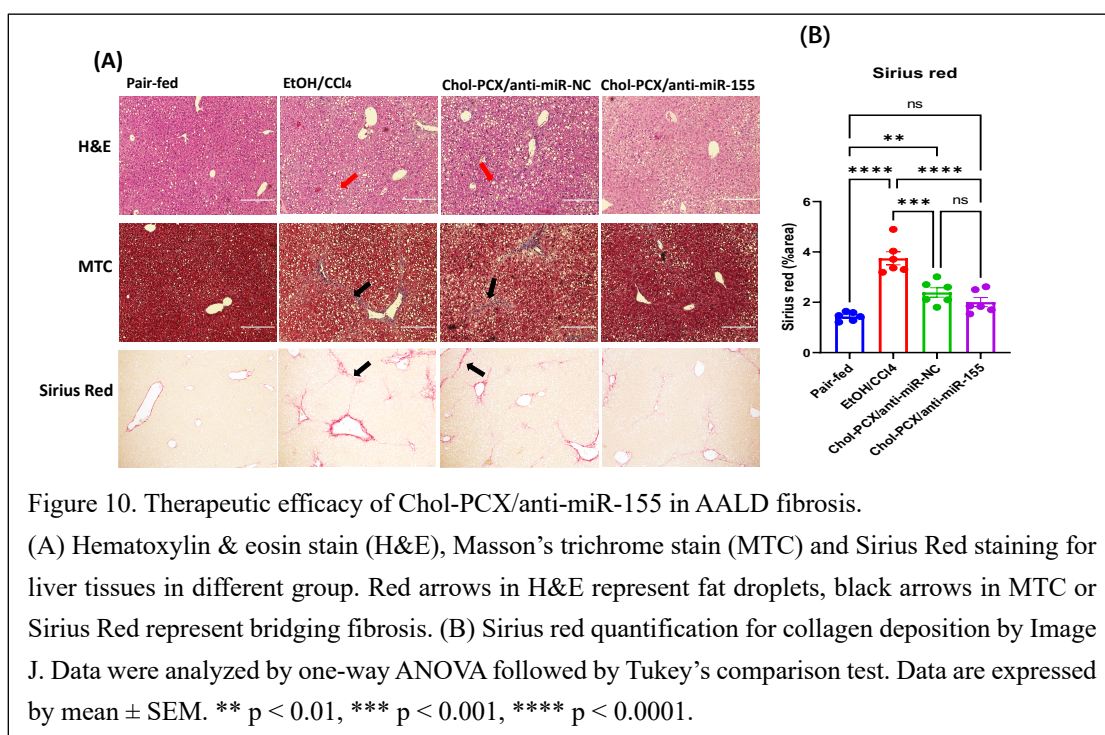 (A)
Pair-fed
EtOH/CCl4
Chol-PCX/anti-miR-NC
Chol-PCX/anti-miR-155
H&E
MTC
Sirius Red
(B)
Sirius red
ns
**
**** ****
*** ns
Sirius red (%area)
6
4
2
0
Pair-fed
EtOH/CCl4
Chol-PCX/anti-miR-NC
Chol-PCX/anti-miR-155
Figure 10. Therapeutic efficacy of Chol-PCX/anti-miR-155 in AALD fibrosis.
(A) Hematoxylin & eosin stain (H&E), Masson’s trichrome stain (MTC) and Sirius Red staining for
liver tissues in different group. Red arrows in H&E represent fat droplets, black arrows in MTC or
Sirius Red represent bridging fibrosis. (B) Sirius red quantification for collagen deposition by Image
J. Data were analyzed by one-way ANOVA followed by Tukey’s comparison test. Data are expressed
by mean ± SEM. ** p < 0.01, *** p < 0.001, **** p < 0.0001.